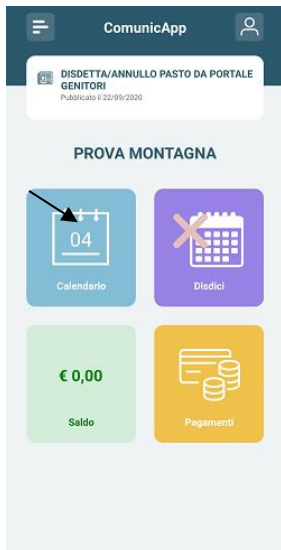 ComunicApp
DISDETTA/ANNULLO PASTO DA PORTALE
GENITORI
Pubblicato il 22/09/2020
PROVA MONTAGNA
04
Calendario
Disdici
€ 0,00
Saldo
Pagamenti